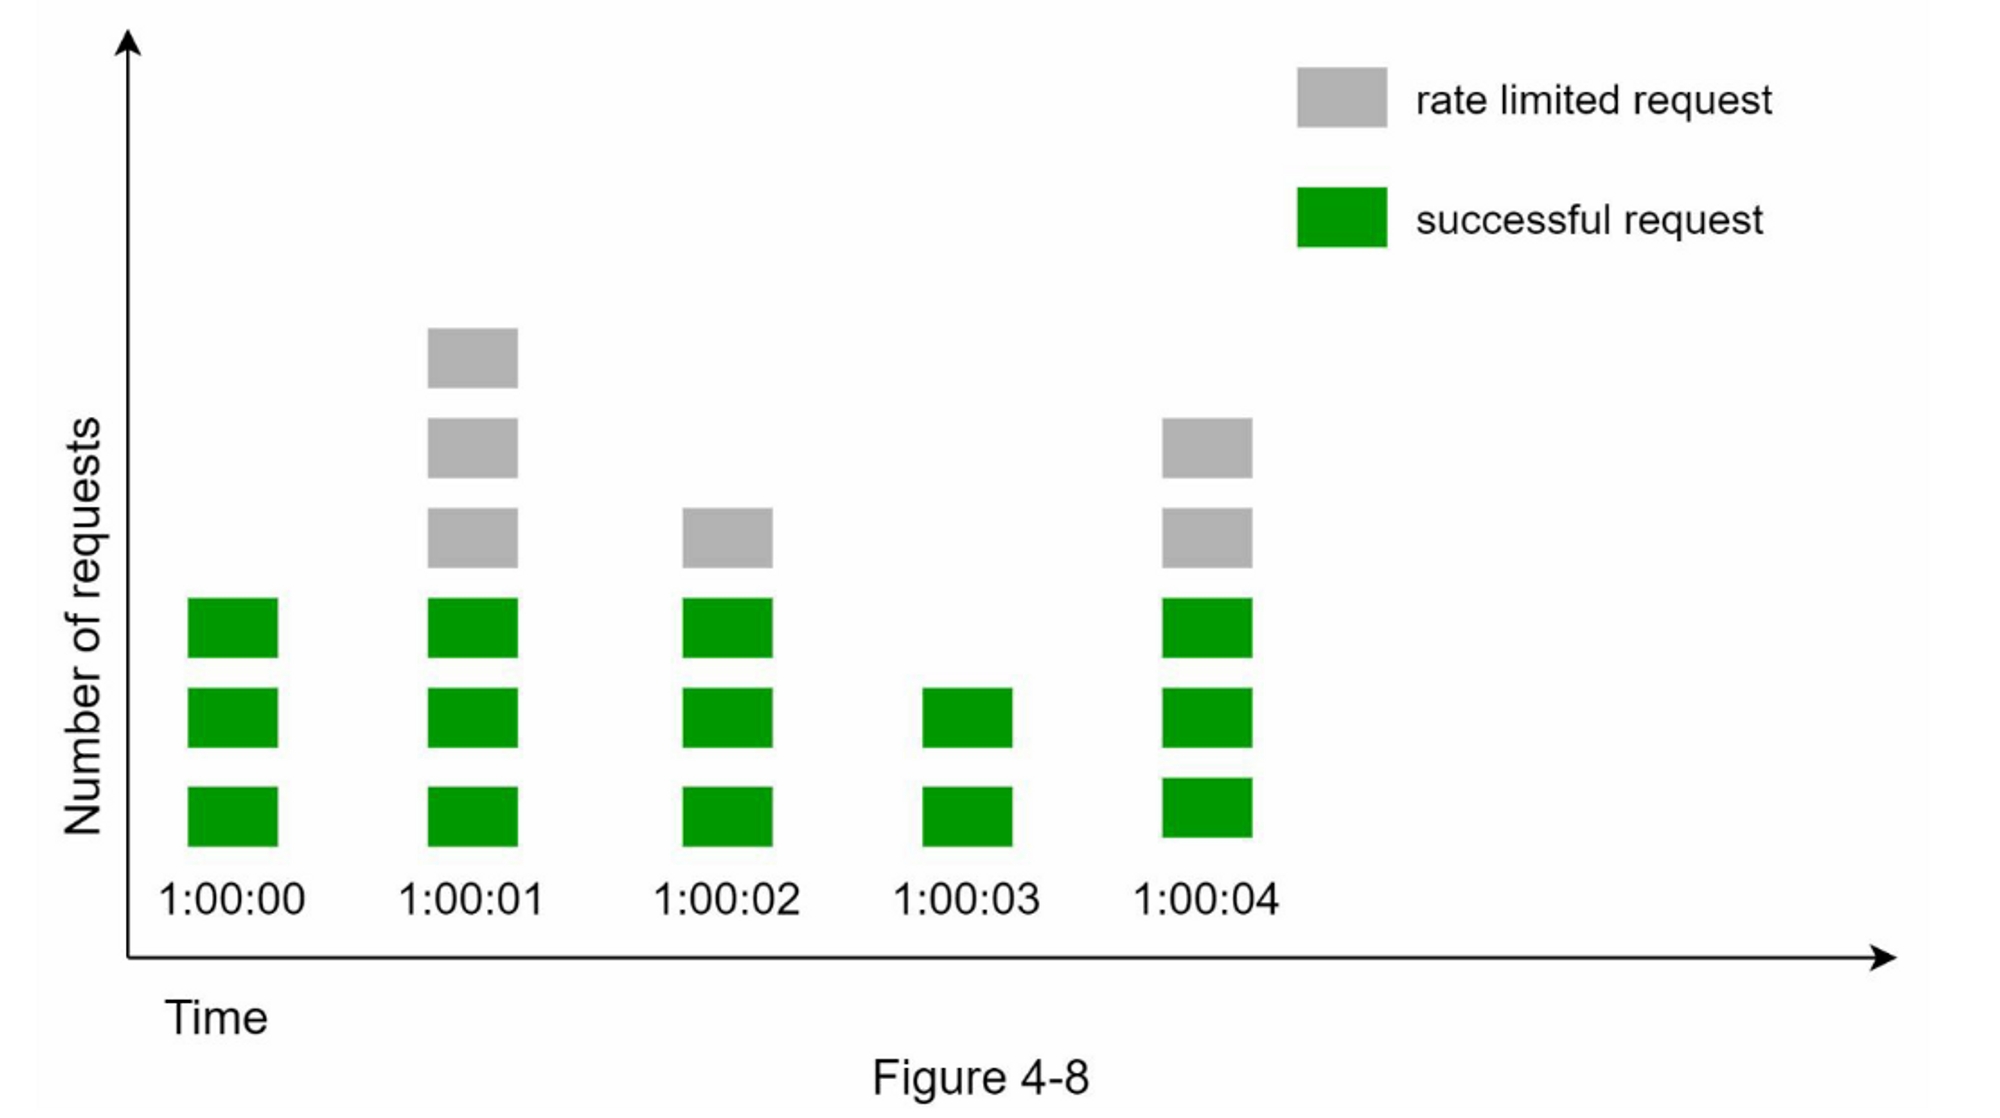 rate limited request
successful request
Number of requests
1:00:00
1:00:01
1:00:02
1:00:03
1:00:04
Time
Figure 4-8